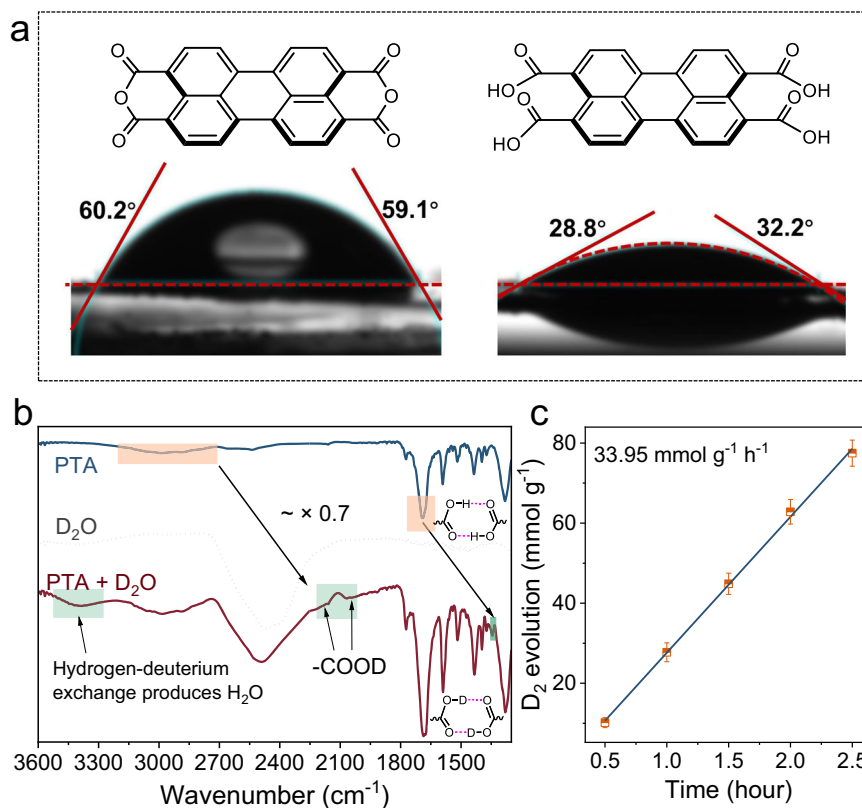 a
O O
O O
O O
O O
HO OH
O O
HO OH
60.2°
59.1°
28.8°
32.2°
b
PTA
D₂O
PTA + D₂O
~ × 0.7
O-H O
O H-O
-COOD
Hydrogen-deuterium
exchange produces H₂O
O-D O
O D-O
3600 3300 2700 2400 2100 1800 1500
Wavenumber (cm⁻¹)
c
33.95 mmol g⁻¹ h⁻¹
D₂ evolution (mmol g⁻¹)
80
60
40
20
0.5 1.0 1.5 2.0 2.5
Time (hour)